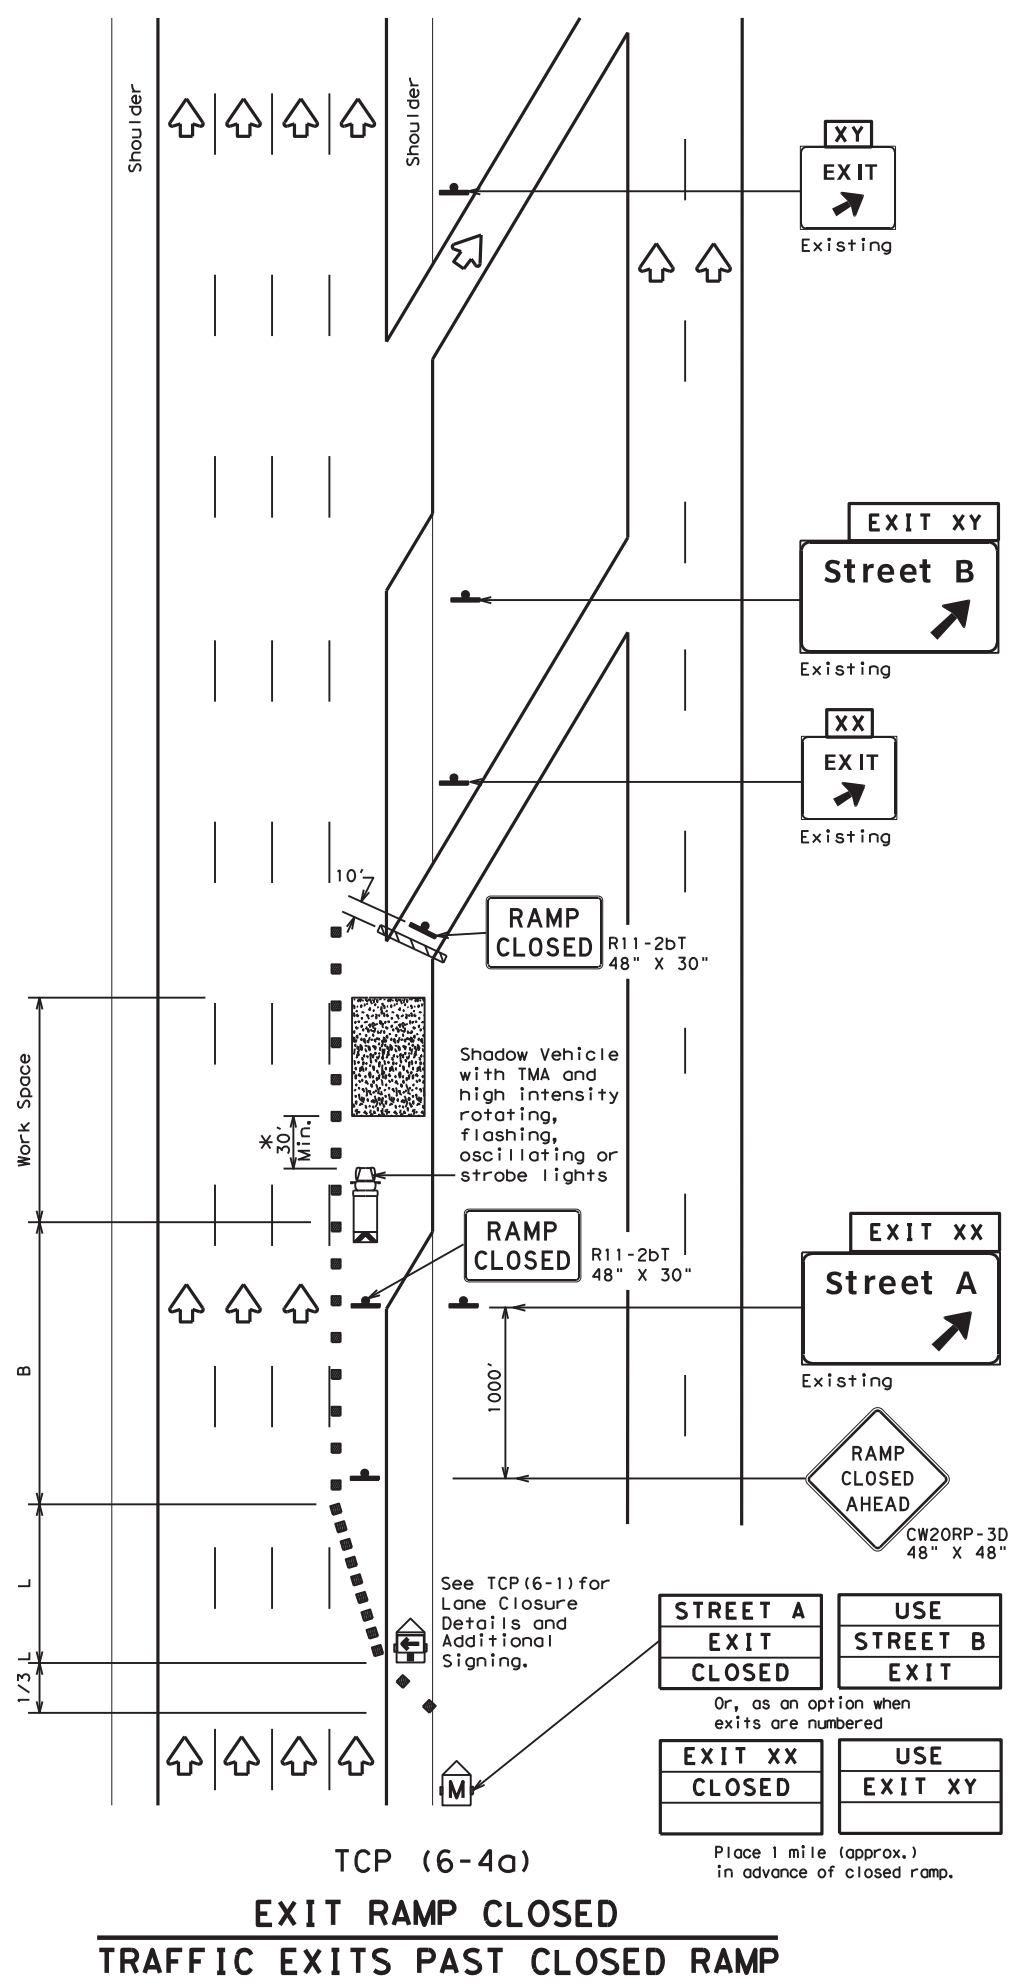 Shoulder
Shoulder
XY
EXIT
Existing
EXIT XY
Street B
Existing
XX
EXIT
Existing
10'
RAMP
CLOSED
R11-2bT
48" X 30"
Work Space
*
30'
Min.
Shadow Vehicle
with TMA and
high intensity
rotating,
flashing,
oscillating or
strobe lights
RAMP
CLOSED
R11-2bT
48" X 30"
EXIT XX
Street A
Existing
B
1000'
RAMP
CLOSED
AHEAD
CW20RP-3D
48" X 48"
L
1/3 L
See TCP(6-1)for
Lane Closure
Details and
Additional
Signing.
STREET A
EXIT
CLOSED
USE
STREET B
EXIT
Or, as an option when
exits are numbered
EXIT XX
CLOSED
USE
EXIT XY
M
Place 1 mile (approx.)
in advance of closed ramp.
TCP (6-4a)
EXIT RAMP CLOSED
TRAFFIC EXITS PAST CLOSED RAMP